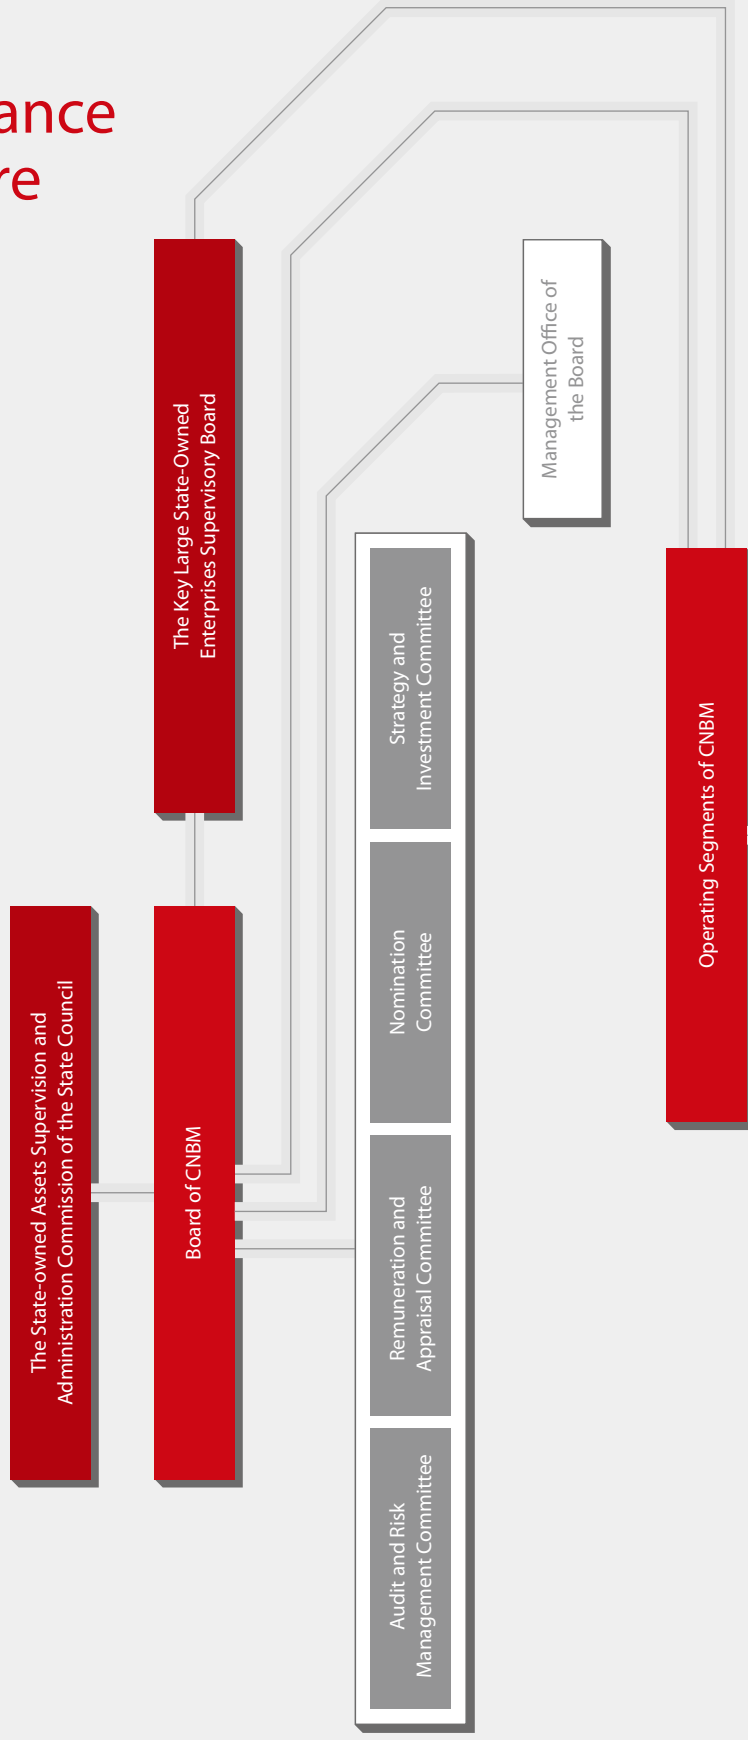 ance
re
The State-owned Assets Supervision and
Administration Commission of the State Council
Board of CNBM
The Key Large State-Owned
Enterprises Supervisory Board
Audit and Risk
Management Committee
Remuneration and
Appraisal Committee
Nomination
Committee
Strategy and
Investment Committee
Management Office of
the Board
Operating Segments of CNBM